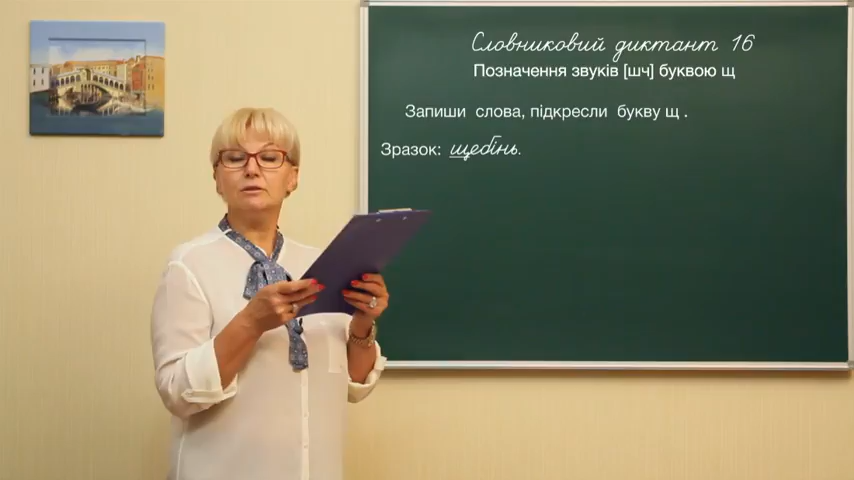 Словниковий диктант 16
Позначення звуків [шч] буквою щ
Запиши слова, підкресли букву щ .
Зразок: щебінь.